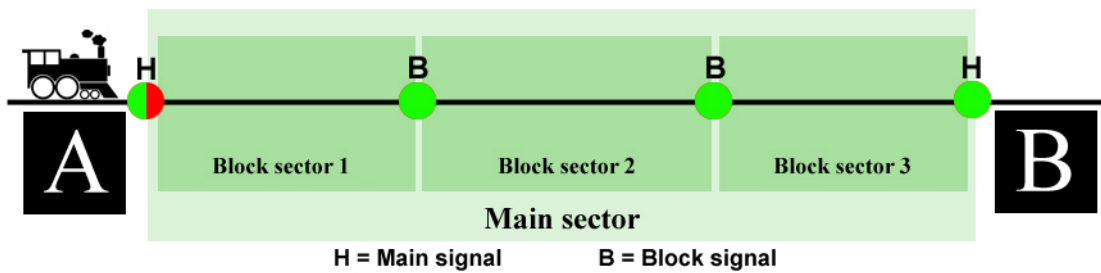 H B B H
A B
Block sector 1 Block sector 2 Block sector 3
Main sector
H = Main signal B = Block signal